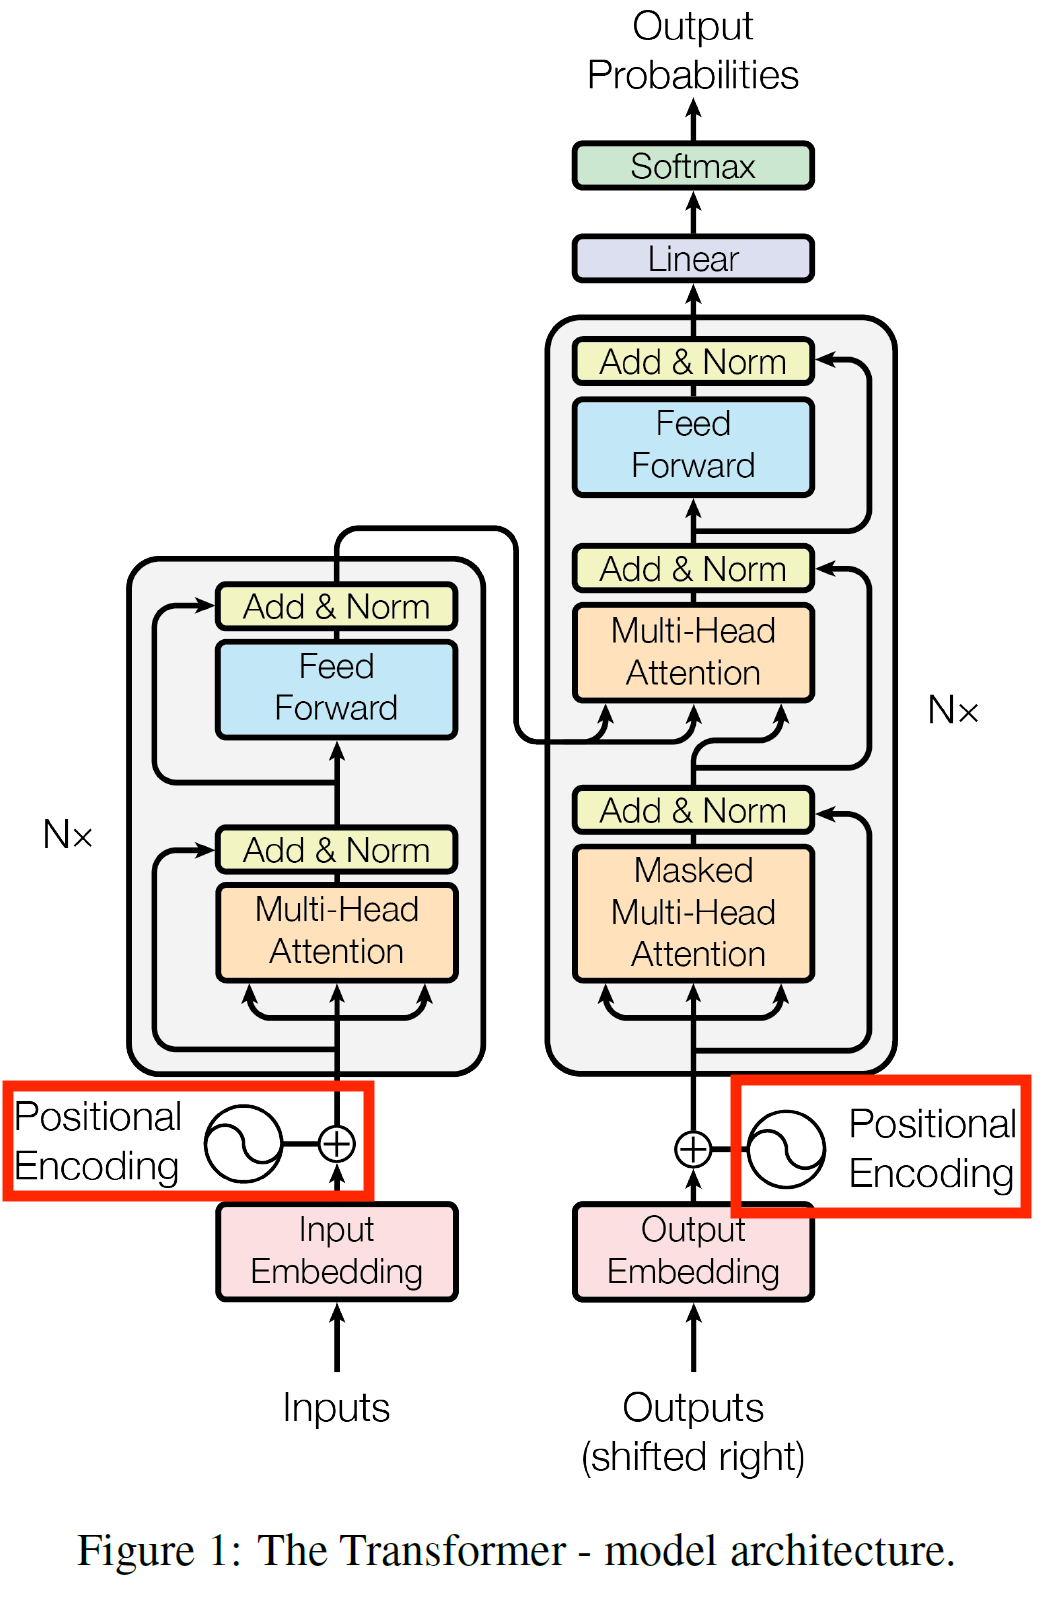 Output
Probabilities
Softmax
Linear
Add & Norm
Feed
Forward
Add & Norm
Multi-Head
Attention
Add & Norm
Masked
Multi-Head
Attention
N×
Add & Norm
Feed
Forward
N×
Add & Norm
Multi-Head
Attention
Positional
Encoding
Positional
Encoding
Input
Embedding
Output
Embedding
Inputs
Outputs
(shifted right)
Figure 1: The Transformer - model architecture.